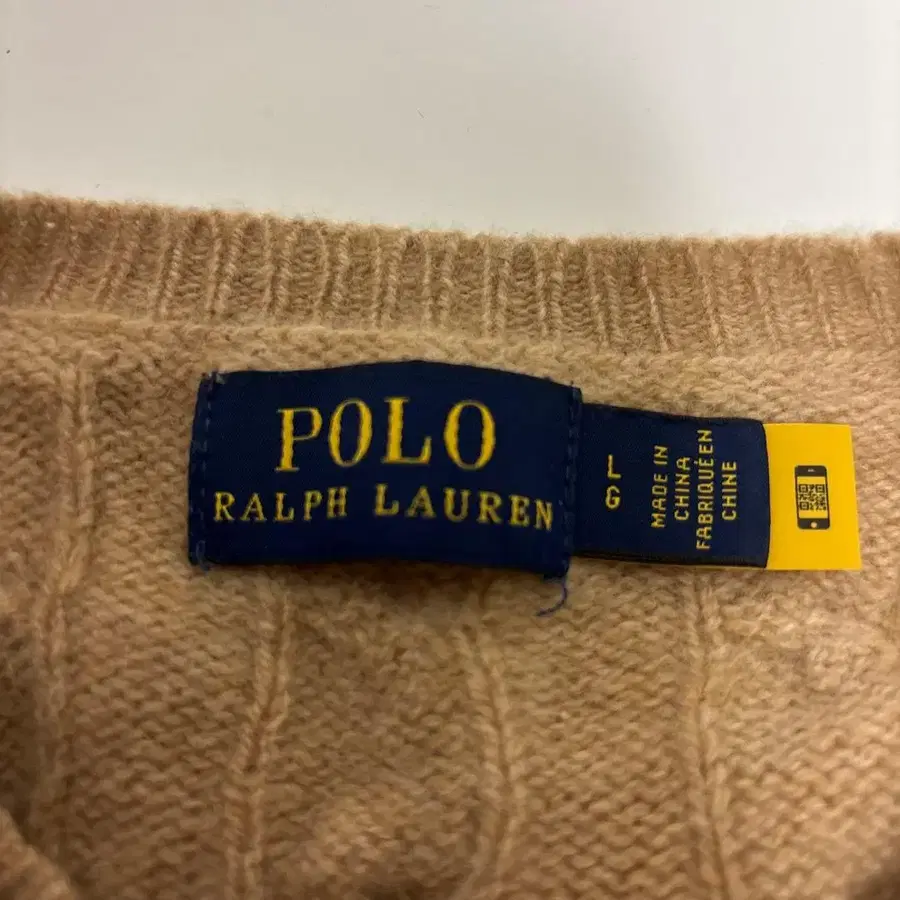 POLO
RALPH LAUREN
L
G
MADE IN
CHINA
FABRIQUÉ EN
CHINE